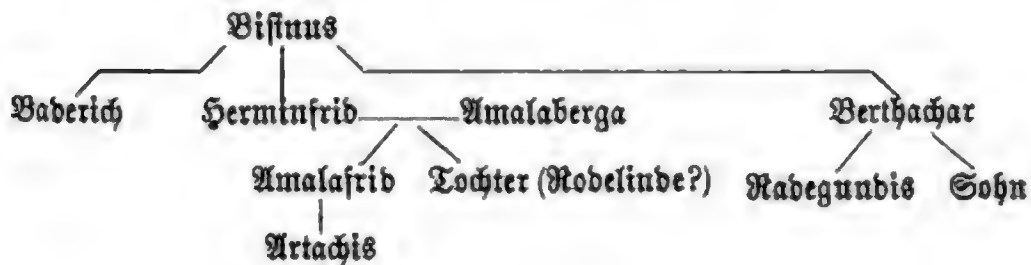 Bisinus
Baderich Herminfrid Amalaberga Berthachar
Amalafrid Tochter (Rodelinde?) Radegundis Sohn
Artachis